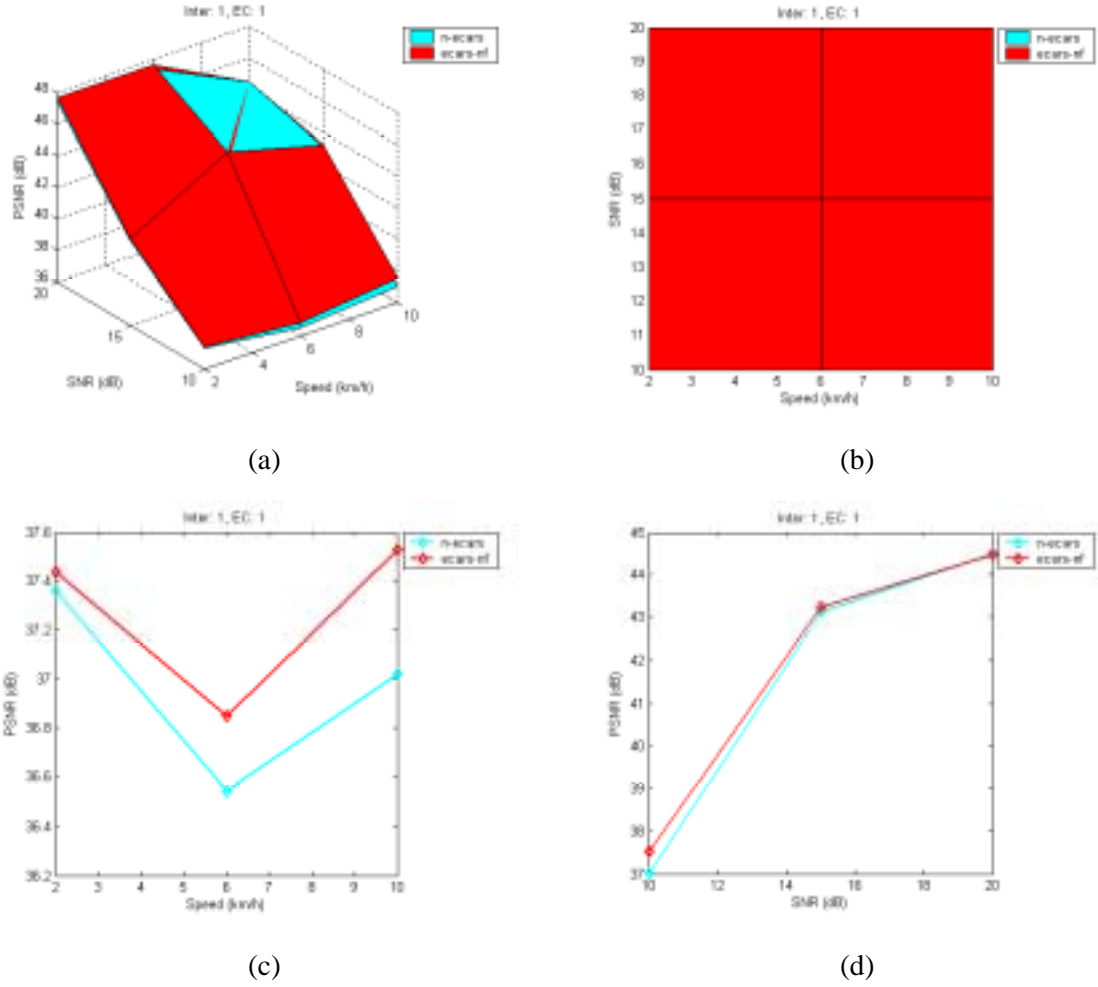 Inter: 1, EC: 1
n-ecars
ecars-nf
48
46
44
42
40
38
36
PSNR (dB)
20
15
10
SNR (dB)
2
4
6
8
10
Speed (km/h)
(a)
Inter: 1, EC: 1
n-ecars
ecars-nf
20
19
18
17
16
15
14
13
12
11
10
SNR (dB)
2 3 4 5 6 7 8 9 10
Speed (km/h)
(b)
Inter: 1, EC: 1
n-ecars
ecars-nf
37.6
37.4
37.2
37
36.8
36.6
36.4
36.2
PSNR (dB)
2 3 4 5 6 7 8 9 10
Speed (km/h)
(c)
Inter: 1, EC: 1
n-ecars
ecars-nf
45
44
43
42
41
40
39
38
37
PSNR (dB)
10 12 14 16 18 20
SNR (dB)
(d)